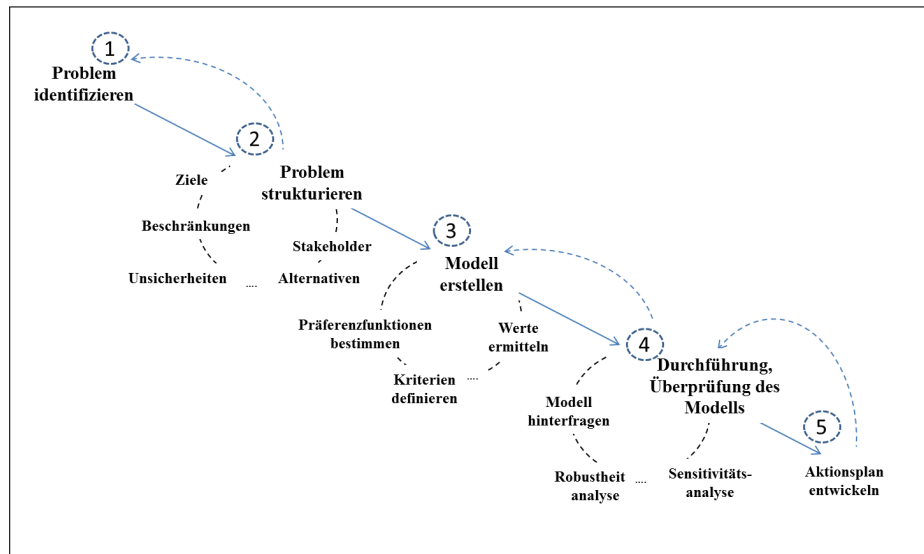 1
Problem
identifizieren
2
Problem
strukturieren
Ziele
Beschränkungen
Unsicherheiten
....
Alternativen
Stakeholder
3
Modell
erstellen
Präferenzfunktionen
bestimmen
Kriterien
definieren
....
Werte
ermitteln
4
Durchführung,
Überprüfung des
Modells
Modell
hinterfragen
Robustheit
analyse
....
Sensitivitäts-
analyse
5
Aktionsplan
entwickeln